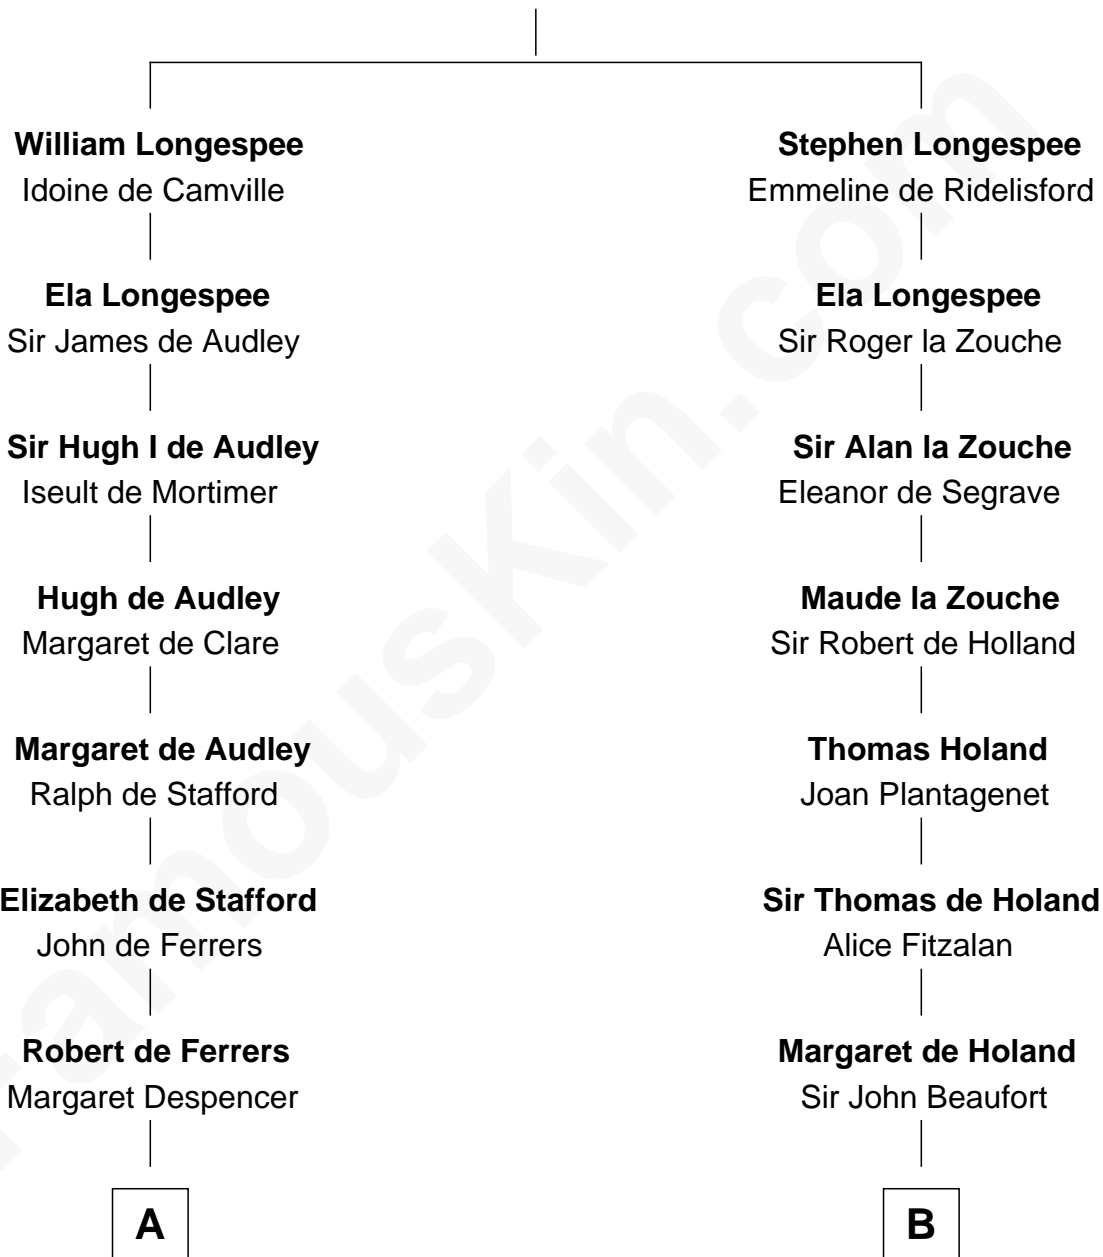 William Longespee
Idoine de Camville
Ela Longespee
Sir James de Audley
Sir Hugh I de Audley
Iseult de Mortimer
Hugh de Audley
Margaret de Clare
Margaret de Audley
Ralph de Stafford
Elizabeth de Stafford
John de Ferrers
Robert de Ferrers
Margaret Despencer
A
Stephen Longespee
Emmeline de Ridelisford
Ela Longespee
Sir Roger la Zouche
Sir Alan la Zouche
Eleanor de Segrave
Maude la Zouche
Sir Robert de Holland
Thomas Holand
Joan Plantagenet
Sir Thomas de Holand
Alice Fitzalan
Margaret de Holand
Sir John Beaufort
B
famouskin.com